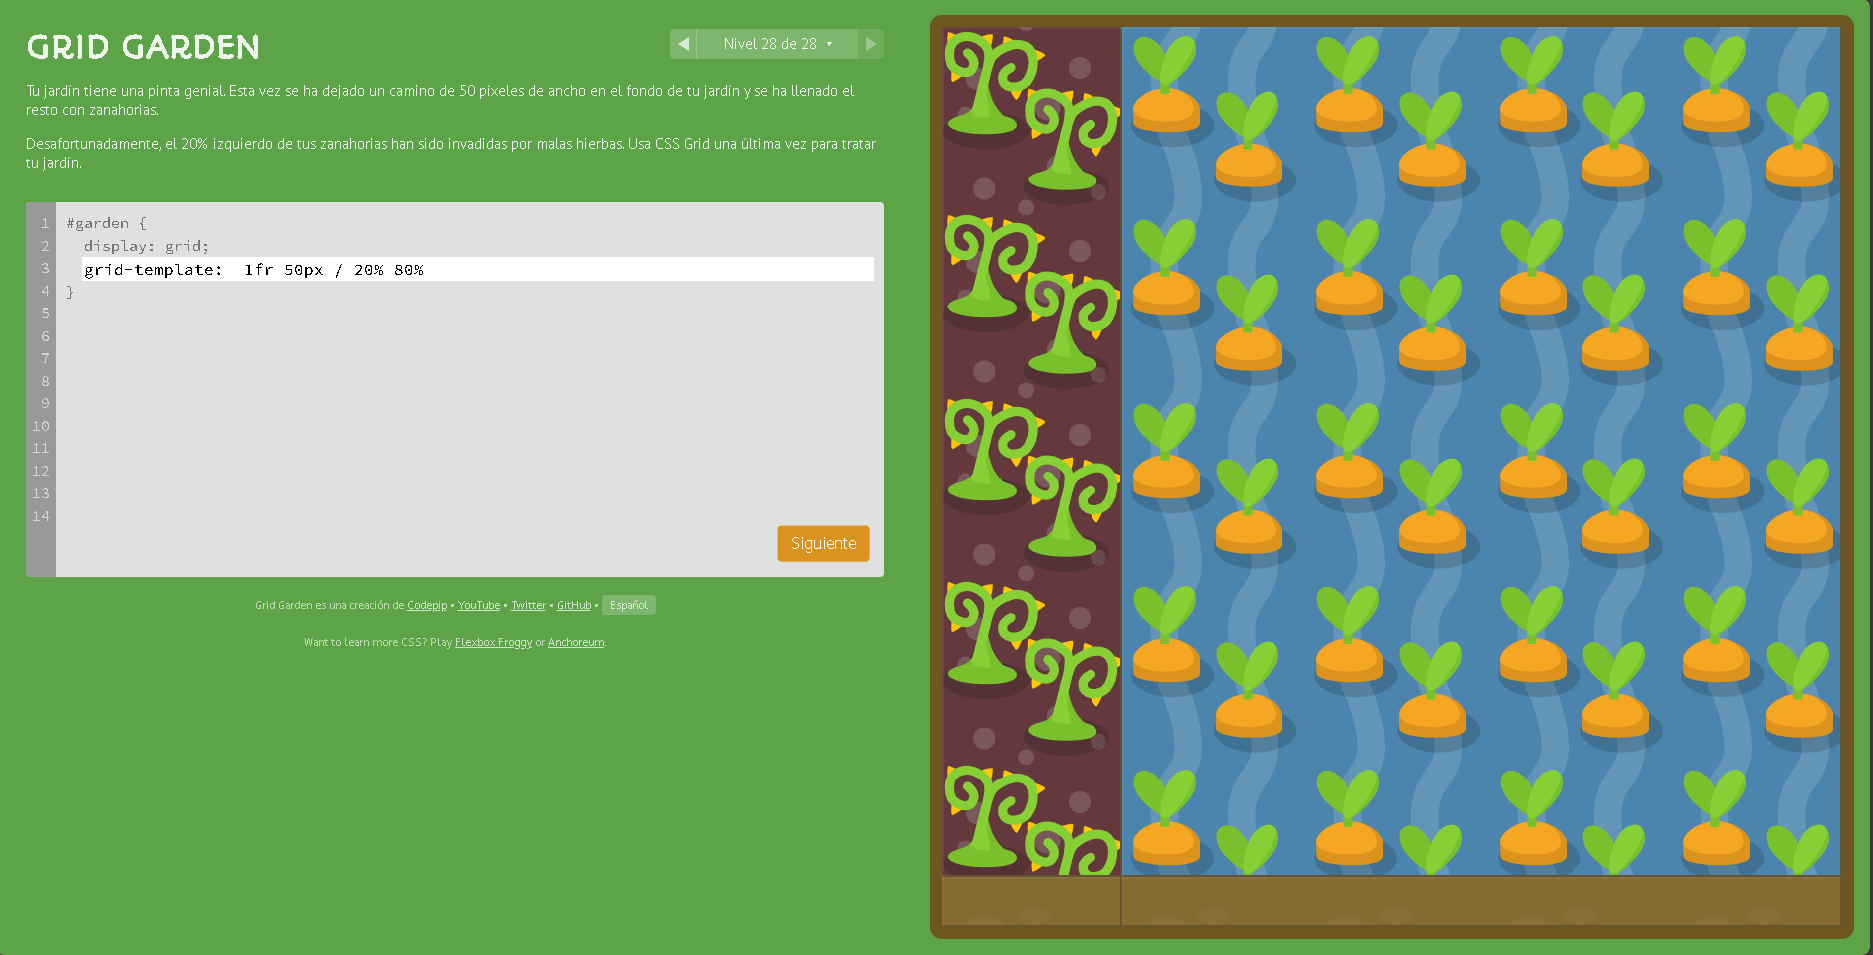 GRID GARDEN
◀ Nivel 28 de 28 ▾ ▶
Tu jardín tiene una pinta genial. Esta vez se ha dejado un camino de 50 píxeles de ancho en el fondo de tu jardín y se ha llenado el
resto con zanahorias.
Desafortunadamente, el 20% izquierdo de tus zanahorias han sido invadidas por malas hierbas. Usa CSS Grid una última vez para tratar
tu jardín.
1 #garden {
2 display: grid;
3 grid-template:  1fr 50px / 20% 80%
4 }
5
6
7
8
9
10
11
12
13
14
Siguiente
Grid Garden es una creación de Codepip • YouTube • Twitter • GitHub • Español
Want to learn more CSS? Play Flexbox Froggy or Anchoreum.